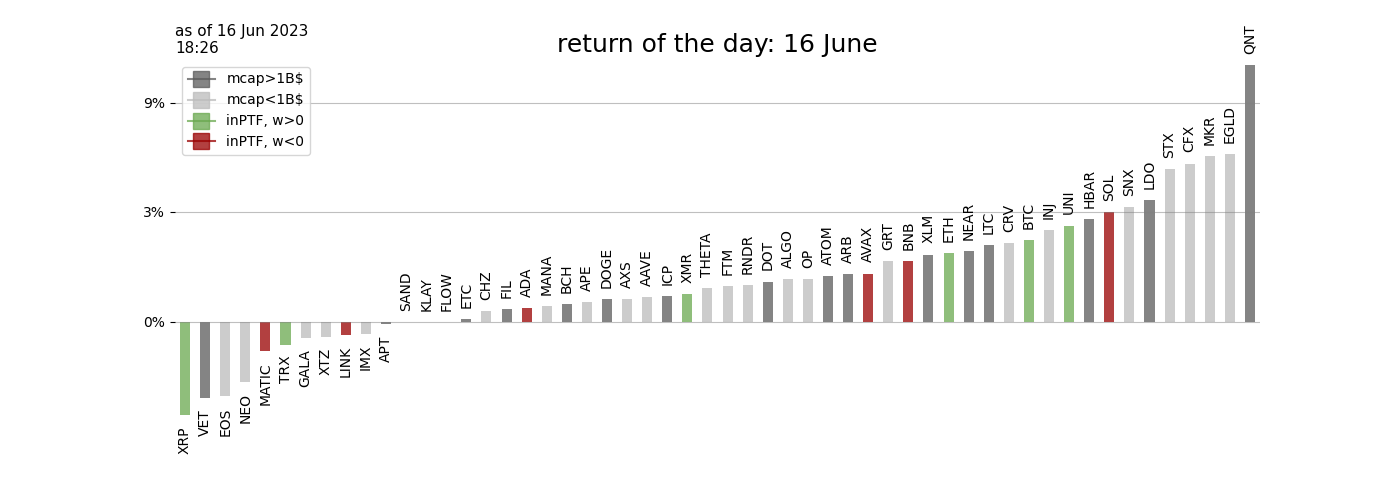 as of 16 Jun 2023
18:26
return of the day: 16 June
mcap>1B$
mcap<1B$
inPTF, w>0
inPTF, w<0
9%
3%
0%
XRP
VET
EOS
NEO
MATIC
TRX
GALA
XTZ
LINK
IMX
APT
SAND
KLAY
FLOW
ETC
CHZ
FIL
ADA
MANA
BCH
APE
DOGE
AXS
AAVE
ICP
XMR
THETA
FTM
RNDR
DOT
ALGO
OP
ATOM
ARB
AVAX
GRT
BNB
XLM
ETH
NEAR
LTC
CRV
BTC
INJ
UNI
HBAR
SOL
SNX
LDO
STX
CFX
MKR
EGLD
QNT